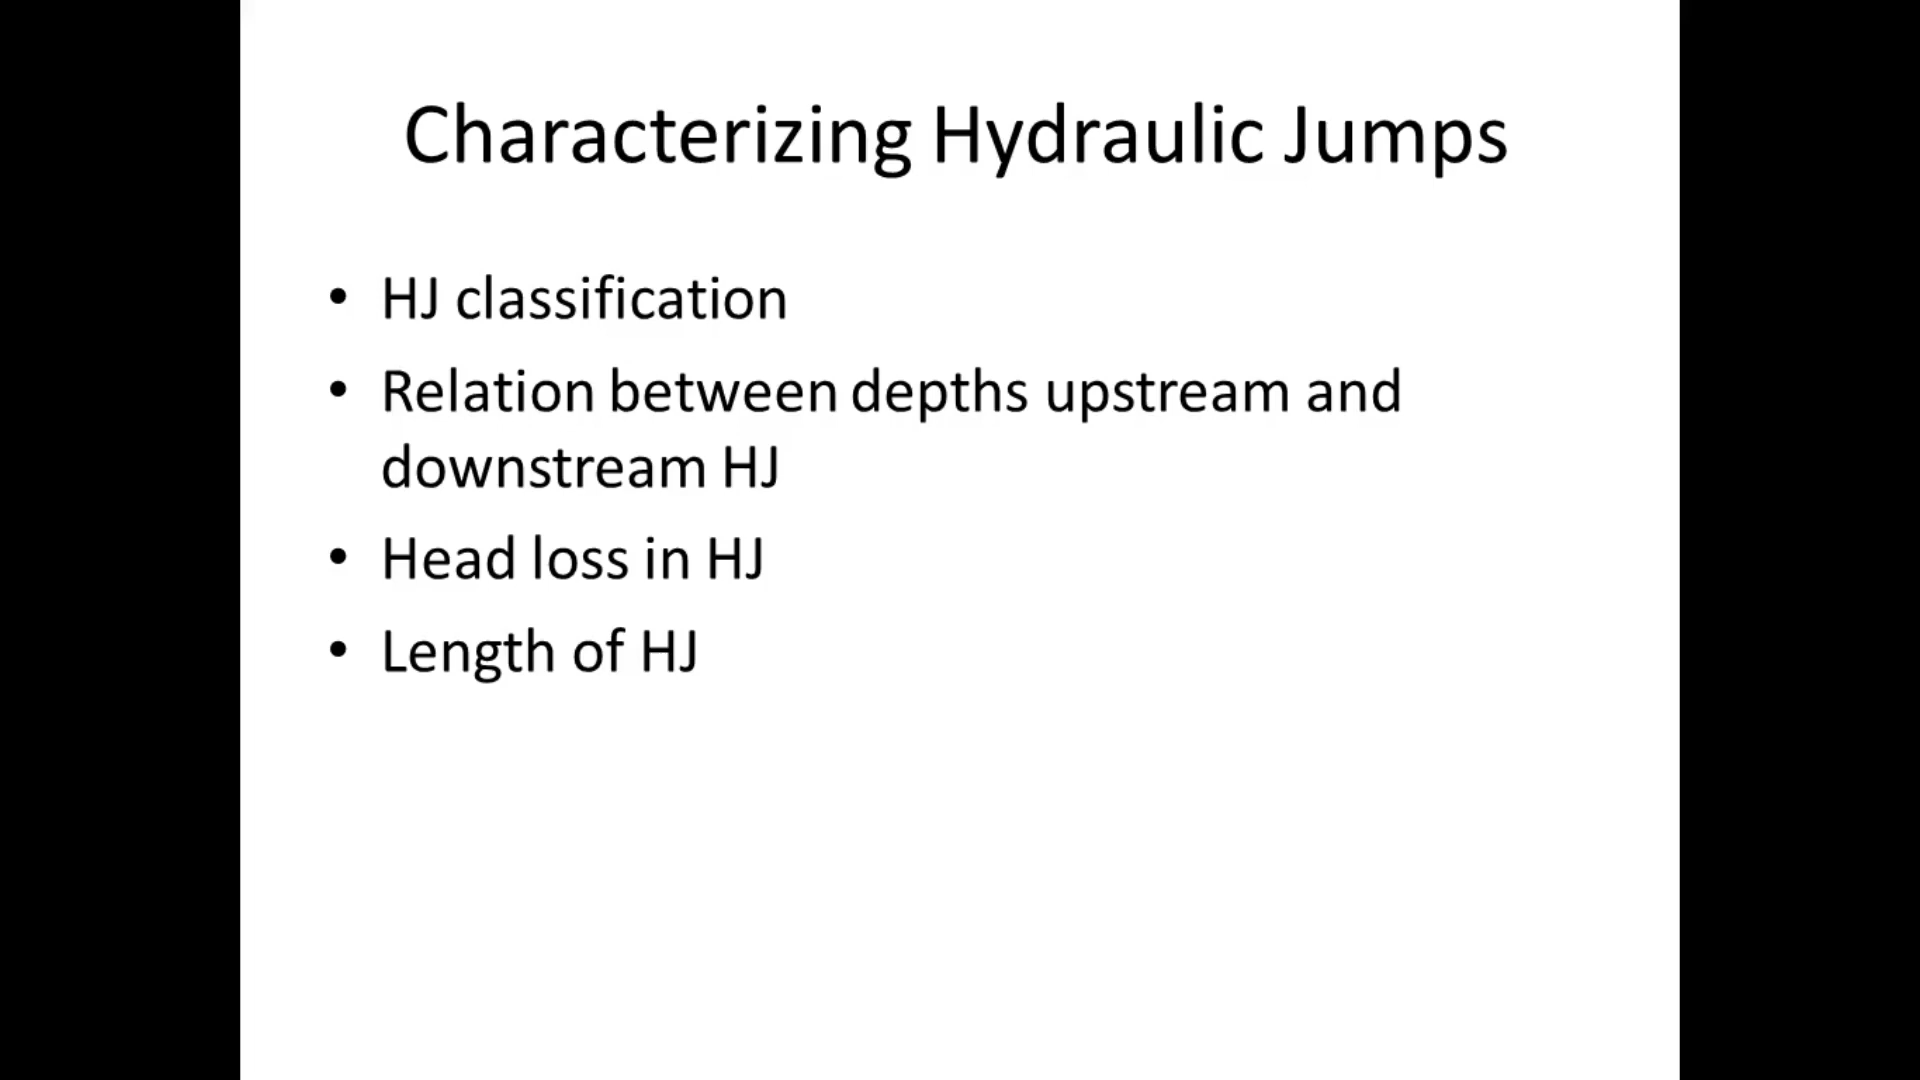 Characterizing Hydraulic Jumps
• HJ classification
• Relation between depths upstream and
downstream HJ
• Head loss in HJ
• Length of HJ